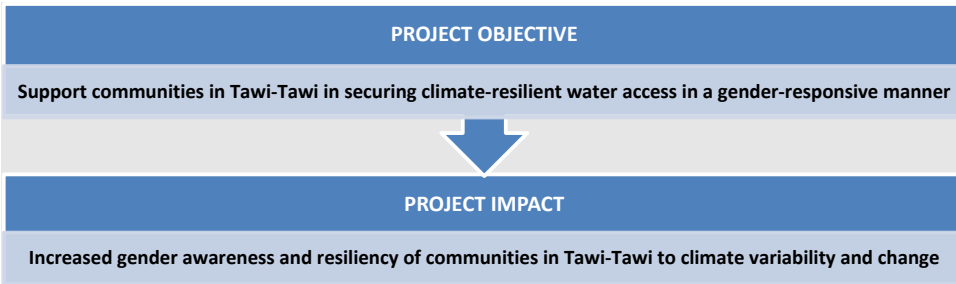 PROJECT OBJECTIVE
Support communities in Tawi-Tawi in securing climate-resilient water access in a gender-responsive manner
PROJECT IMPACT
Increased gender awareness and resiliency of communities in Tawi-Tawi to climate variability and change